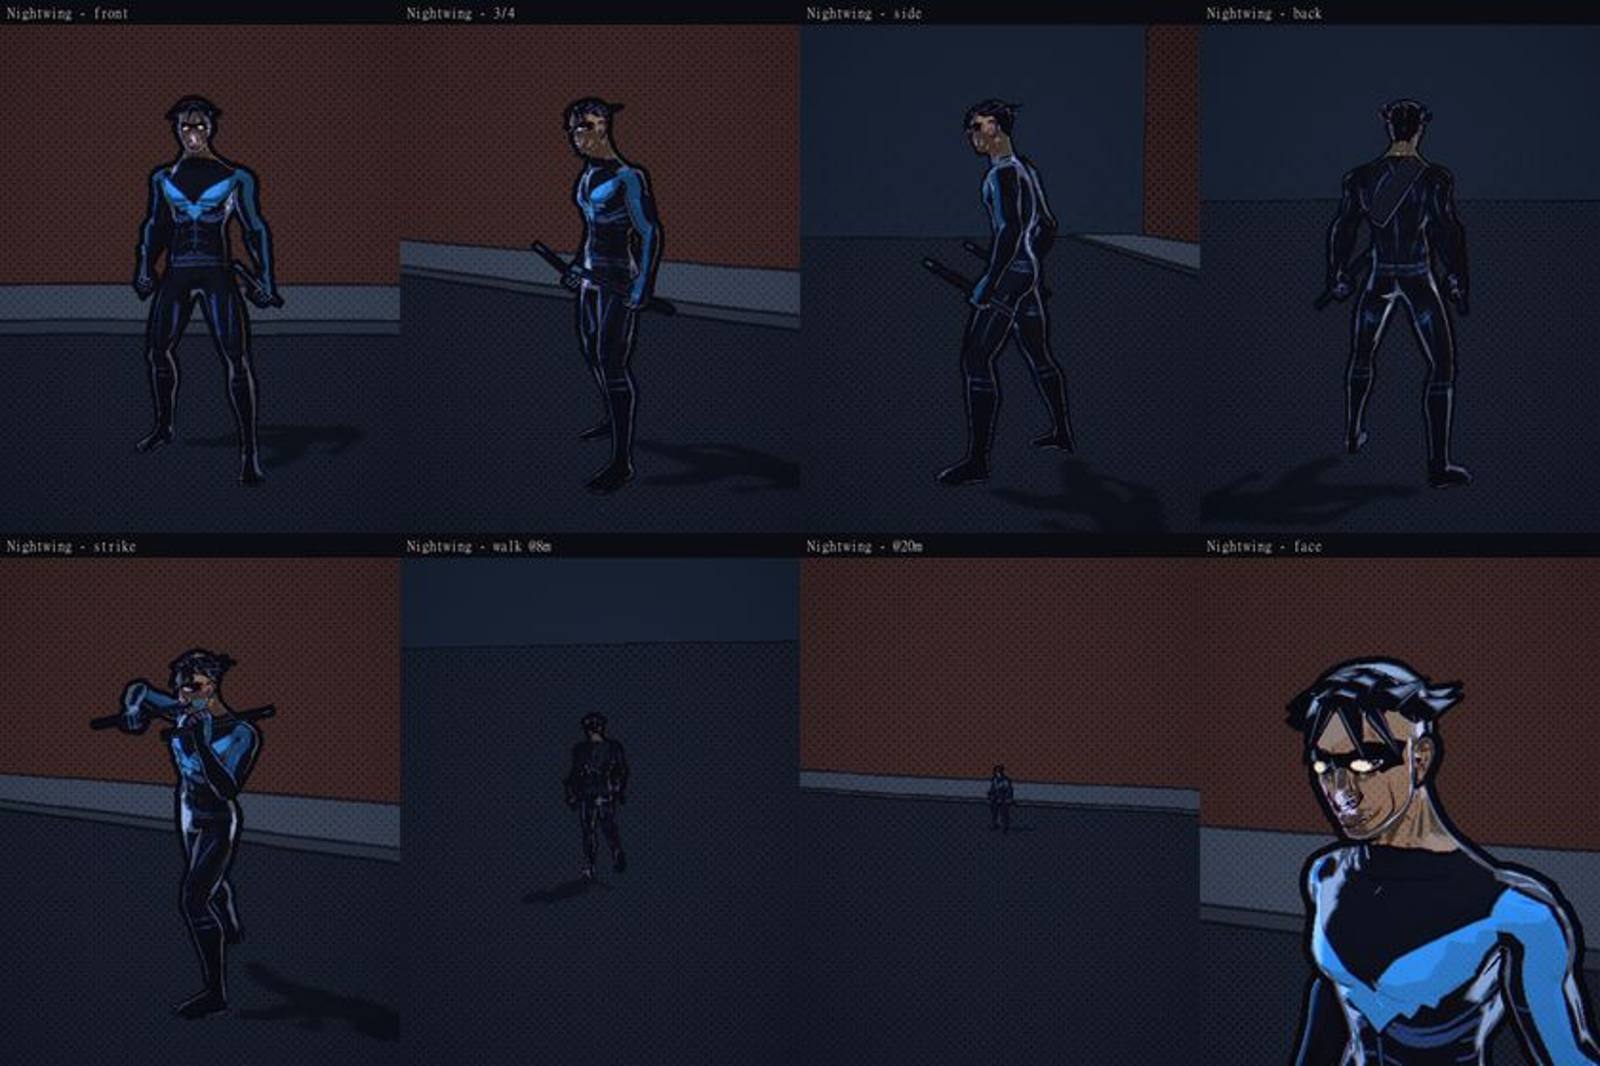 Nightwing - front
Nightwing - 3/4
Nightwing - side
Nightwing - back
Nightwing - strike
Nightwing - walk @8m
Nightwing - @20m
Nightwing - face